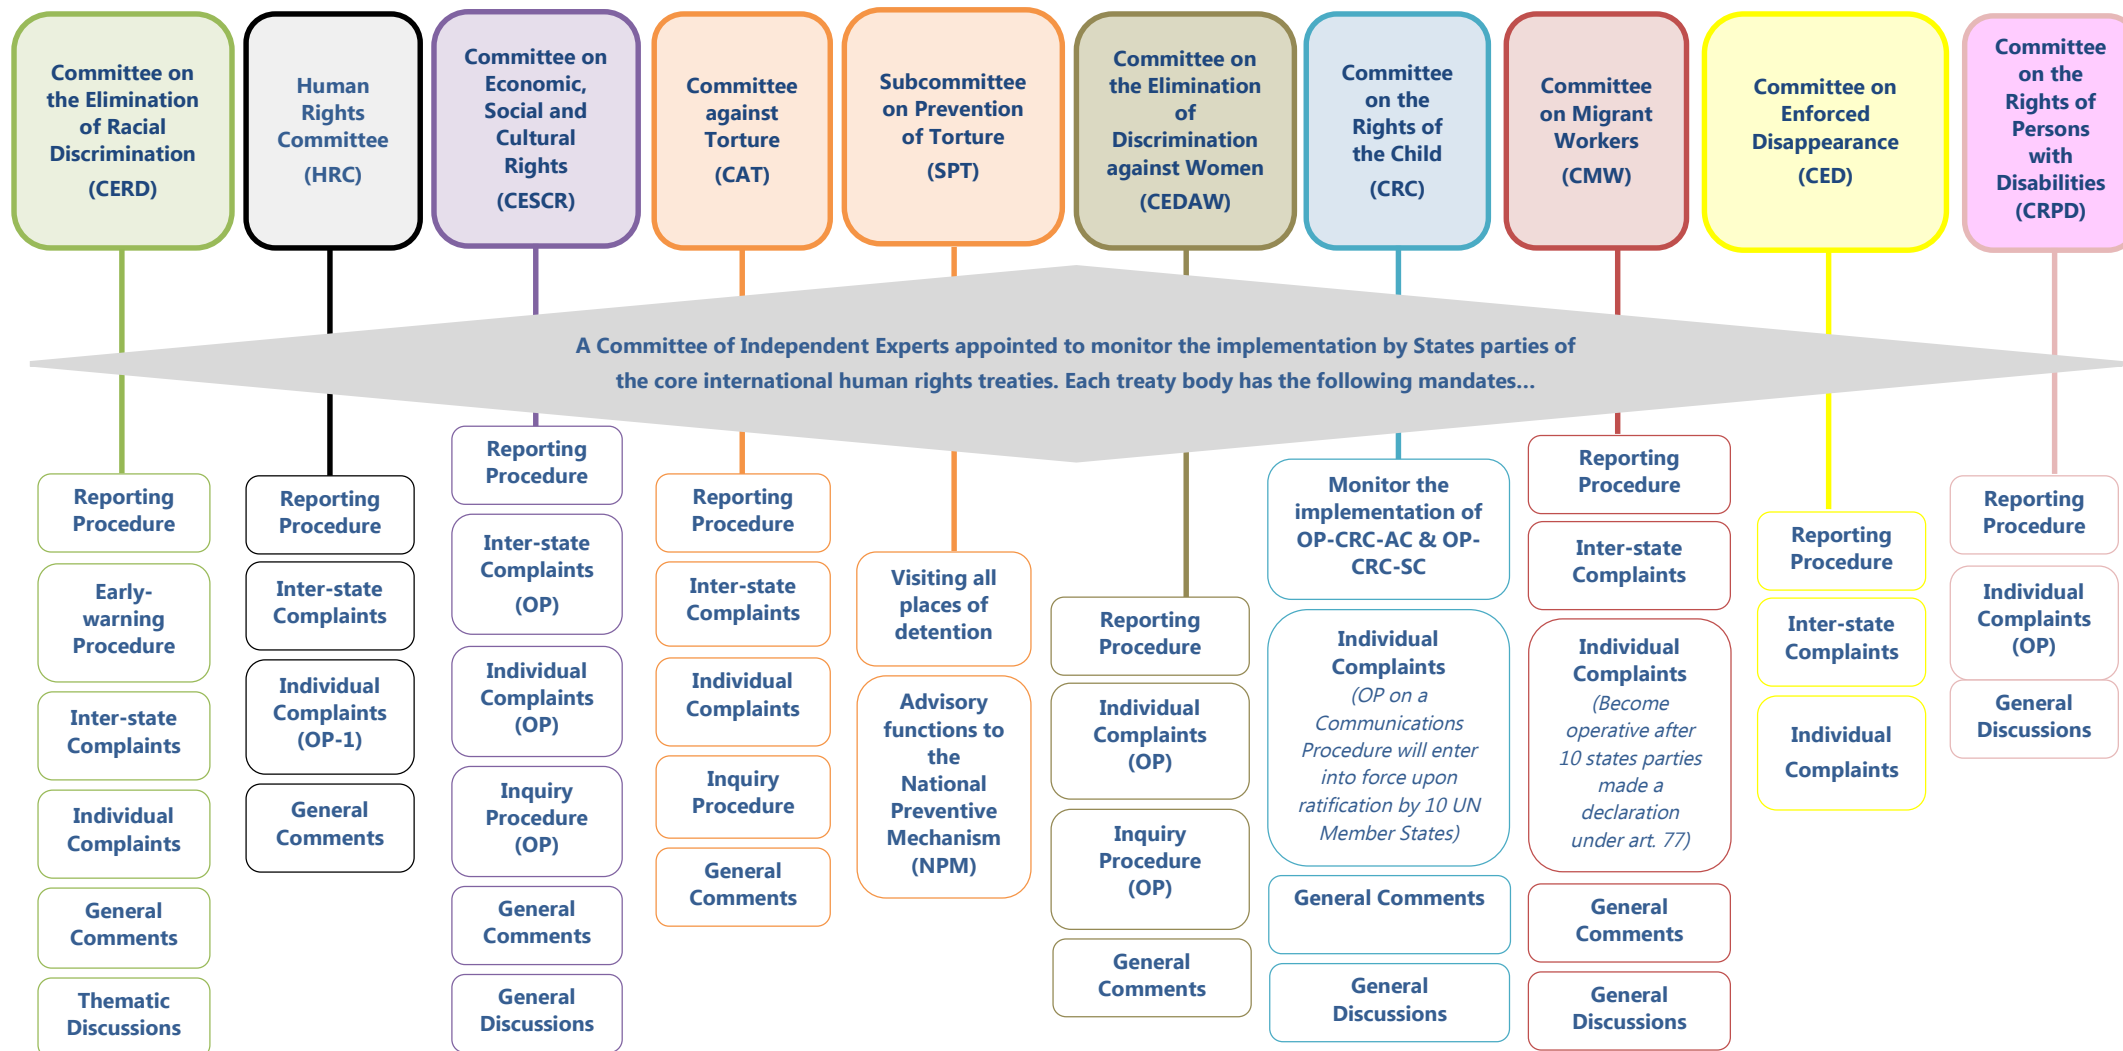 Committee on
the Elimination
of Racial
Discrimination
(CERD)
Human
Rights
Committee
(HRC)
Committee on
Economic,
Social and
Cultural
Rights
(CESCR)
Committee
against
Torture
(CAT)
Subcommittee
on Prevention
of Torture
(SPT)
Committee on
the Elimination
of
Discrimination
against Women
(CEDAW)
Committee
on the
Rights of
the Child
(CRC)
Committee
on Migrant
Workers
(CMW)
Committee on
Enforced
Disappearance
(CED)
Committee
on the
Rights of
Persons
with
Disabilities
(CRPD)
A Committee of Independent Experts appointed to monitor the implementation by States parties of
the core international human rights treaties. Each treaty body has the following mandates...
Reporting
Procedure
Early-
warning
Procedure
Inter-state
Complaints
Individual
Complaints
General
Comments
Thematic
Discussions
Reporting
Procedure
Inter-state
Complaints
Individual
Complaints
(OP-1)
General
Comments
Reporting
Procedure
Inter-state
Complaints
(OP)
Individual
Complaints
(OP)
Inquiry
Procedure
(OP)
General
Comments
General
Discussions
Reporting
Procedure
Inter-state
Complaints
Individual
Complaints
Inquiry
Procedure
General
Comments
Visiting all
places of
detention
Advisory
functions to
the
National
Preventive
Mechanism
(NPM)
Reporting
Procedure
Individual
Complaints
(OP)
Inquiry
Procedure
(OP)
General
Comments
Monitor the
implementation of
OP-CRC-AC & OP-
CRC-SC
Individual
Complaints
(OP on a
Communications
Procedure will enter
into force upon
ratification by 10 UN
Member States)
General Comments
General
Discussions
Reporting
Procedure
Inter-state
Complaints
Individual
Complaints
(Become
operative after
10 states parties
made a
declaration
under art. 77)
General
Comments
General
Discussions
Reporting
Procedure
Inter-state
Complaints
Individual
Complaints
Reporting
Procedure
Individual
Complaints
(OP)
General
Discussions